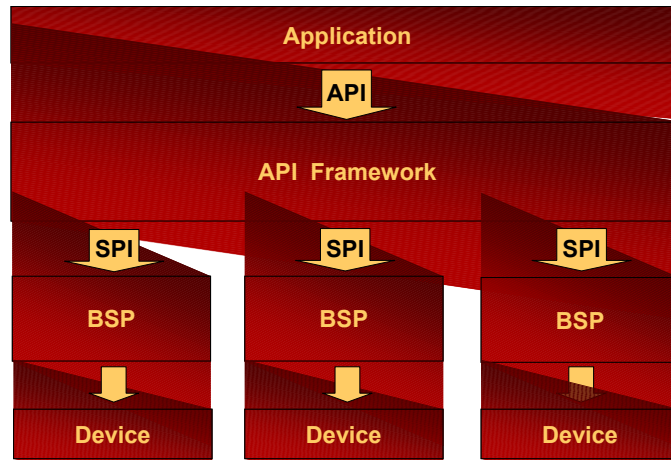 Application
API
API Framework
SPI SPI SPI
BSP BSP BSP
Device Device Device